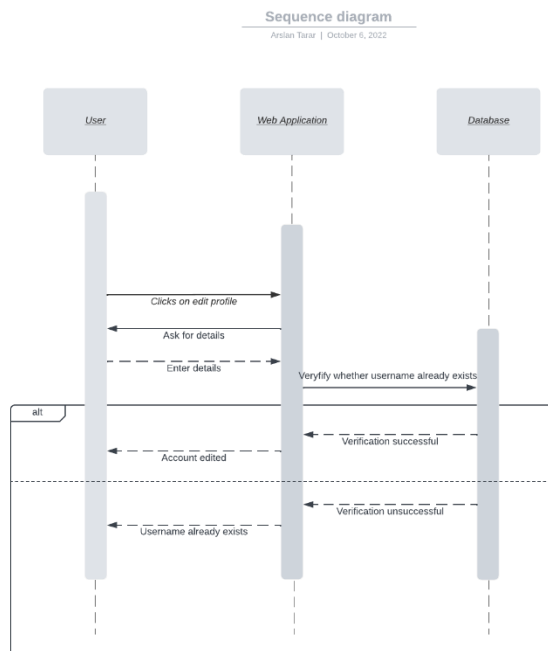 Sequence diagram
Arslan Tarar | October 6, 2022
User
Web Application
Database
Clicks on edit profile
Ask for details
Enter details
Veryfify whether username already exists
alt
Verification successful
Account edited
Verification unsuccessful
Username already exists